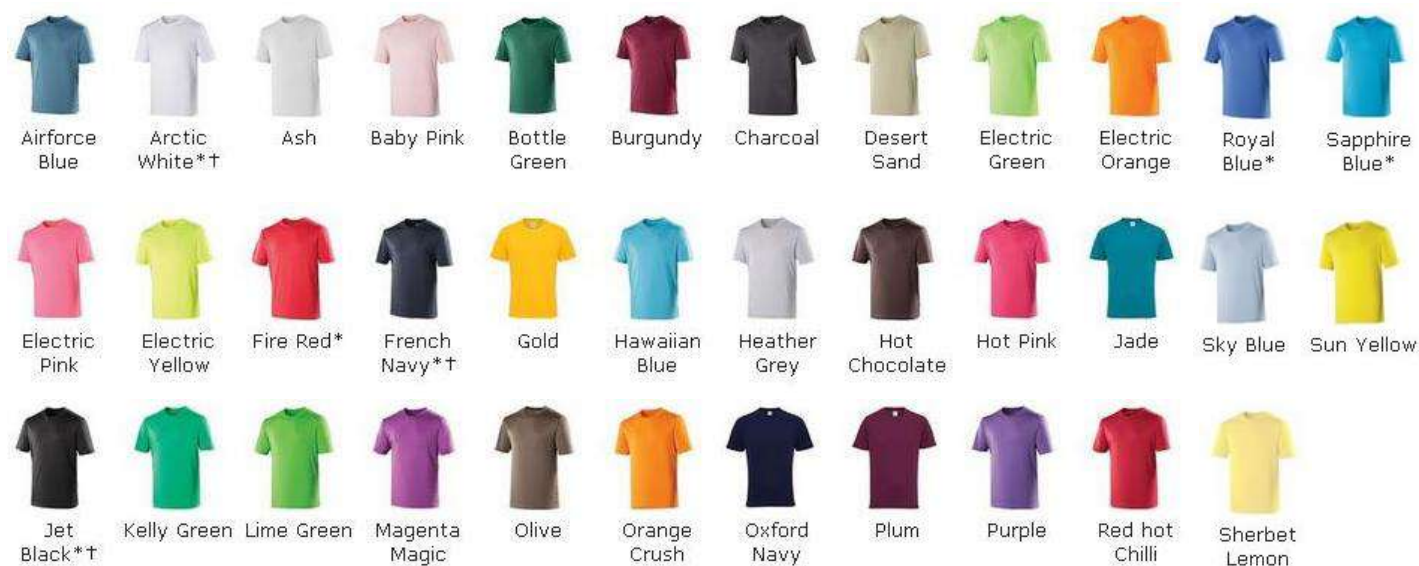 Airforce
Blue
Arctic
White*†
Ash
Baby Pink
Bottle
Green
Burgundy
Charcoal
Desert
Sand
Electric
Green
Electric
Orange
Royal
Blue*
Sapphire
Blue*
Electric
Pink
Electric
Yellow
Fire Red*
French
Navy*†
Gold
Hawaiian
Blue
Heather
Grey
Hot
Chocolate
Hot Pink
Jade
Sky Blue
Sun Yellow
Jet
Black*†
Kelly Green
Lime Green
Magenta
Magic
Olive
Orange
Crush
Oxford
Navy
Plum
Purple
Red hot
Chilli
Sherbet
Lemon